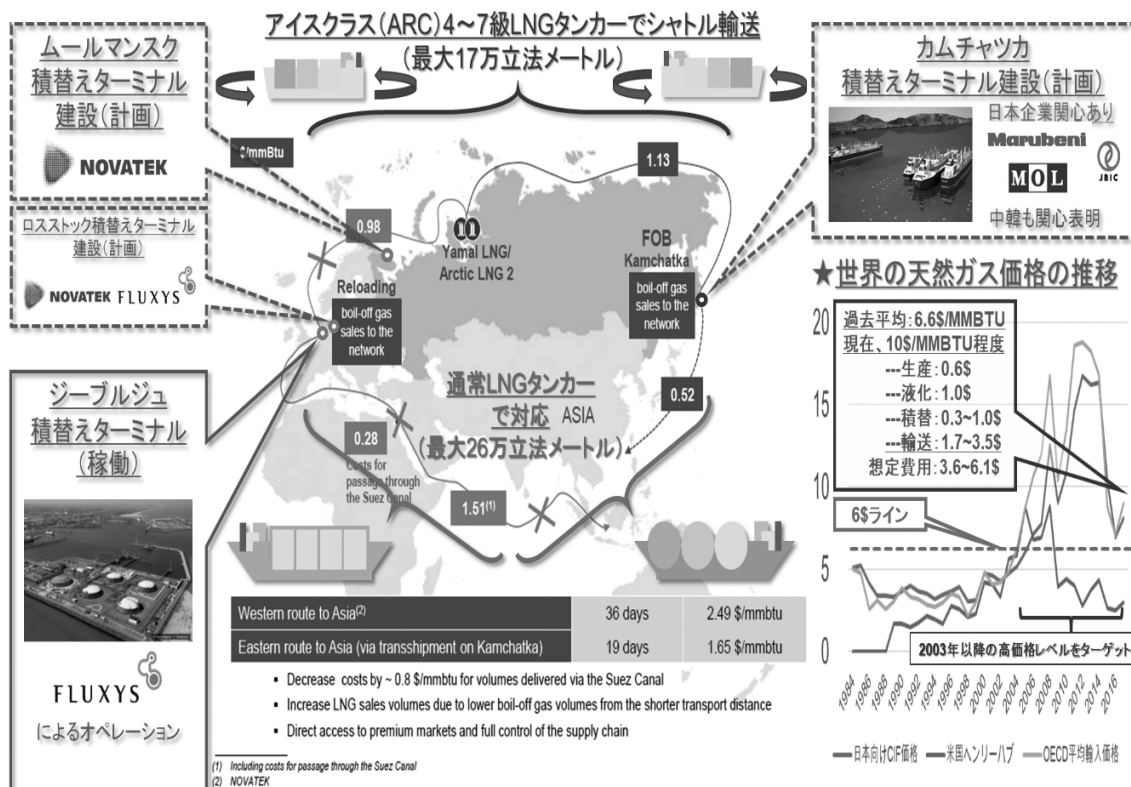 アイスクラス(ARC)4～7級LNGタンカーでシャトル輸送
(最大17万立法メートル)
ムールマンスク
積替えターミナル
建設(計画)
NOVATEK
ロスストック積替えターミナル
建設(計画)
NOVATEK FLUXYS
ジーブルジュ
積替えターミナル
(稼働)
FLUXYS
によるオペレーション
$/mmBtu
0.98
1.13
Yamal LNG/
Arctic LNG 2
Reloading
boil-off gas
sales to the
network
FOB
Kamchatka
boil-off gas
sales to the
network
通常LNGタンカー
で対応 ASIA
(最大26万立法メートル)
0.52
0.28
Costs for
passage through
the Suez Canal
1.51(1)
Western route to Asia(2) 36 days 2.49 $/mmbtu
Eastern route to Asia (via transshipment on Kamchatka) 19 days 1.65 $/mmbtu
▪ Decrease costs by ~ 0.8 $/mmbtu for volumes delivered via the Suez Canal
▪ Increase LNG sales volumes due to lower boil-off gas volumes from the shorter transport distance
▪ Direct access to premium markets and full control of the supply chain
(1) Including costs for passage through the Suez Canal
(2) NOVATEK
カムチャツカ
積替えターミナル建設(計画)
日本企業関心あり
Marubeni
MOL
JBIC
中韓も関心表明
★世界の天然ガス価格の推移
過去平均:6.6$/MMBTU
現在、10$/MMBTU程度
---生産:0.6$
---液化:1.0$
---積替:0.3~1.0$
---輸送:1.7~3.5$
想定費用:3.6~6.1$
6$ライン
20
15
10
5
0
2003年以降の高価格レベルをターゲット
1984
1986
1988
1990
1992
1994
1996
1998
2000
2002
2004
2006
2008
2010
2012
2014
2016
日本向けCIF価格 米国ヘンリーハブ OECD平均輸入価格